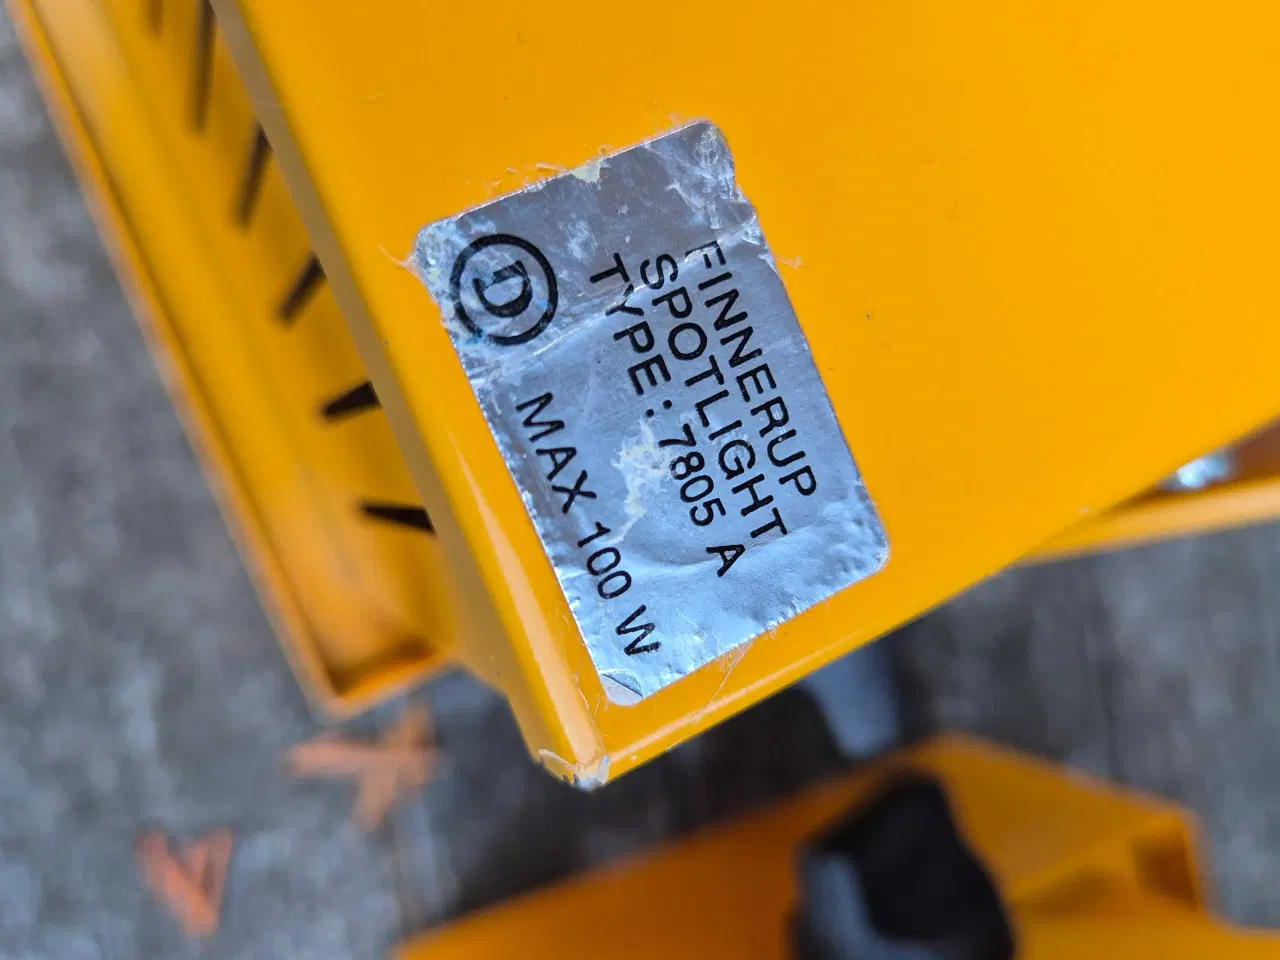 FINNERUP
SPOTLIGHT
TYPE: 7805 A
D
MAX 100 W